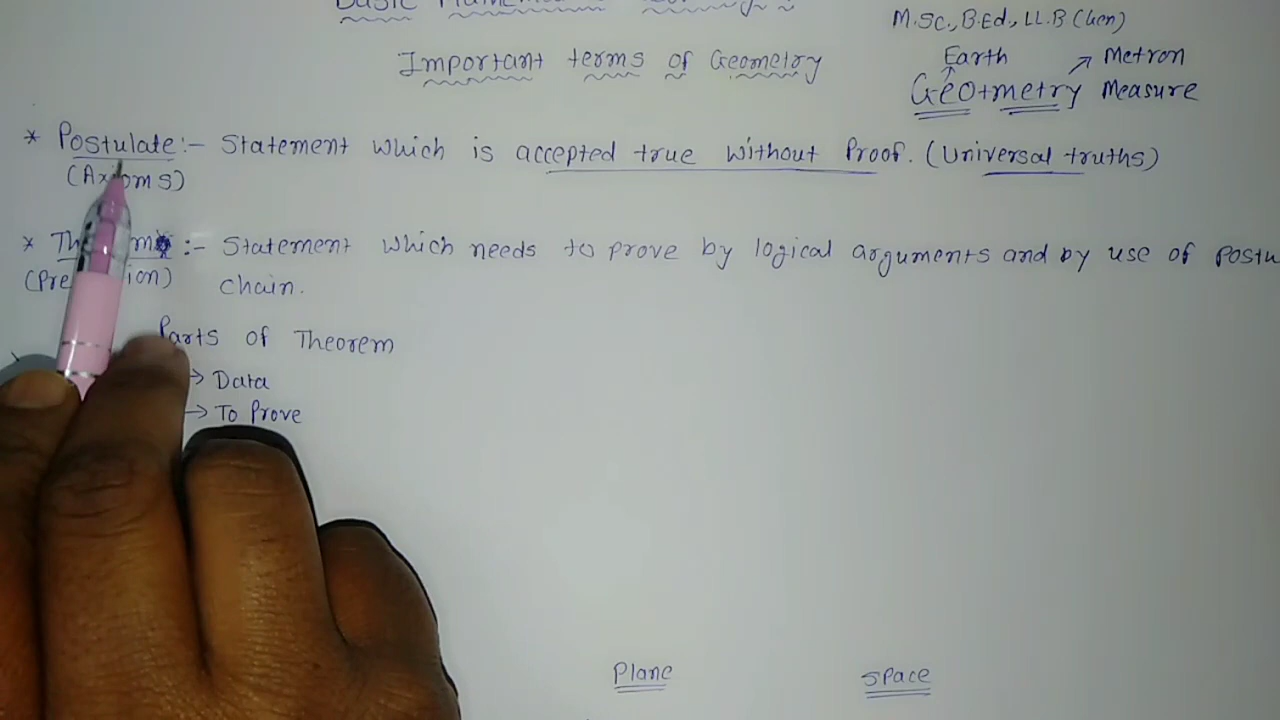 M.Sc., B.Ed., LL.B (Hon)
Important terms of Geometry
Earth Metron
Geo+metry Measure
* Postulate:- Statement which is accepted true without Proof. (Universal truths)
(Axioms)
* :- Statement which needs to prove by logical arguments and by use of Postu
chain.
Parts of Theorem
→ Data
→ To Prove
Plane Space